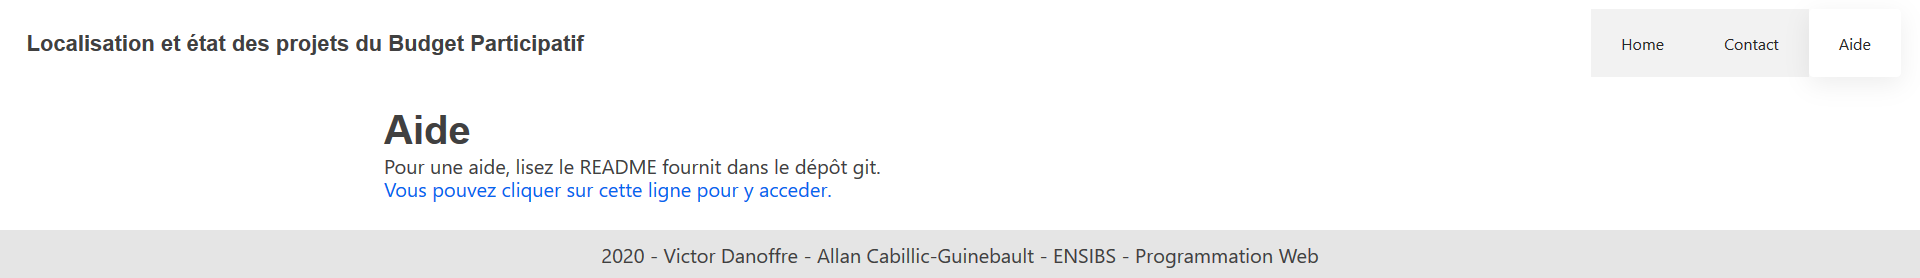 Localisation et état des projets du Budget Participatif
Home
Contact
Aide
Aide
Pour une aide, lisez le README fournit dans le dépôt git.
Vous pouvez cliquer sur cette ligne pour y acceder.
2020 - Victor Danoffre - Allan Cabillic-Guinebault - ENSIBS - Programmation Web